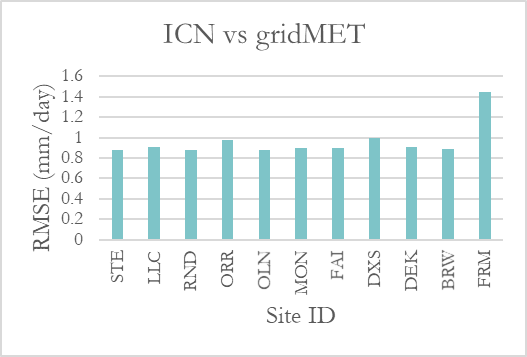 ICN vs gridMET
RMSE (mm/day)
1.6
1.4
1.2
1
0.8
0.6
0.4
0.2
0
STE
LLC
RND
ORR
OLN
MON
FAI
DXS
DEK
BRW
FRM
Site ID